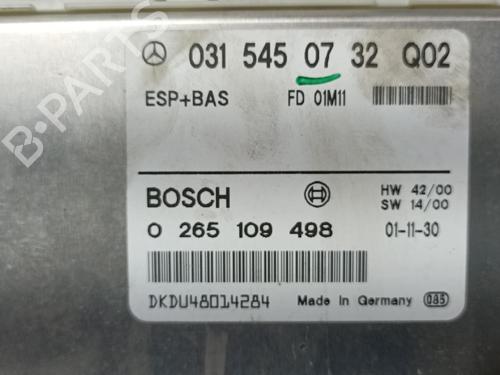 031 545 07 32 Q02
ESP+BAS FD 01M11
BOSCH HW 42/00
SW 14/00
0 265 109 498 01-11-30
DKDU48014284 Made in Germany 085
B-Parts